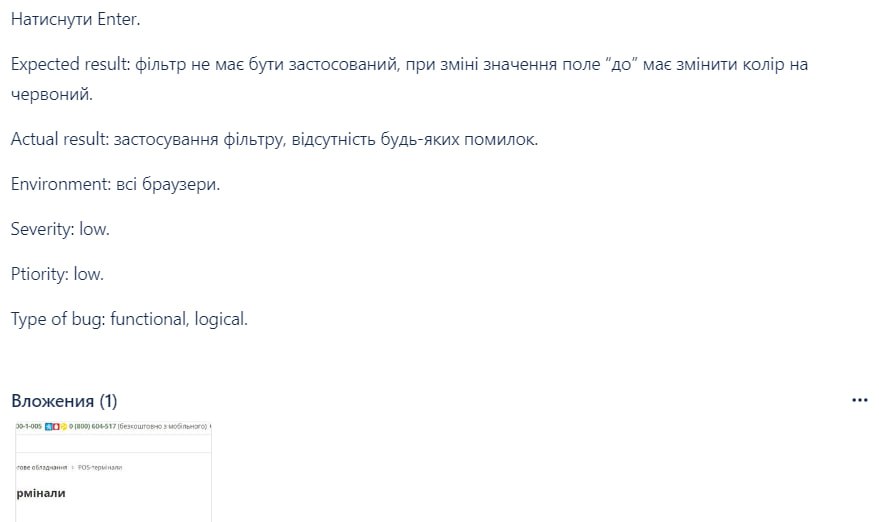 Натиснути Enter.
Expected result: фільтр не має бути застосований, при зміні значення поле “до” має змінити колір на
червоний.
Actual result: застосування фільтру, відсутність будь-яких помилок.
Environment: всі браузери.
Severity: low.
Ptiority: low.
Type of bug: functional, logical.
Вложения (1)
00-1-005 0 (800) 604-517 (безкоштовно з мобільного)
гове обладнання > POS-термінали
рмінали